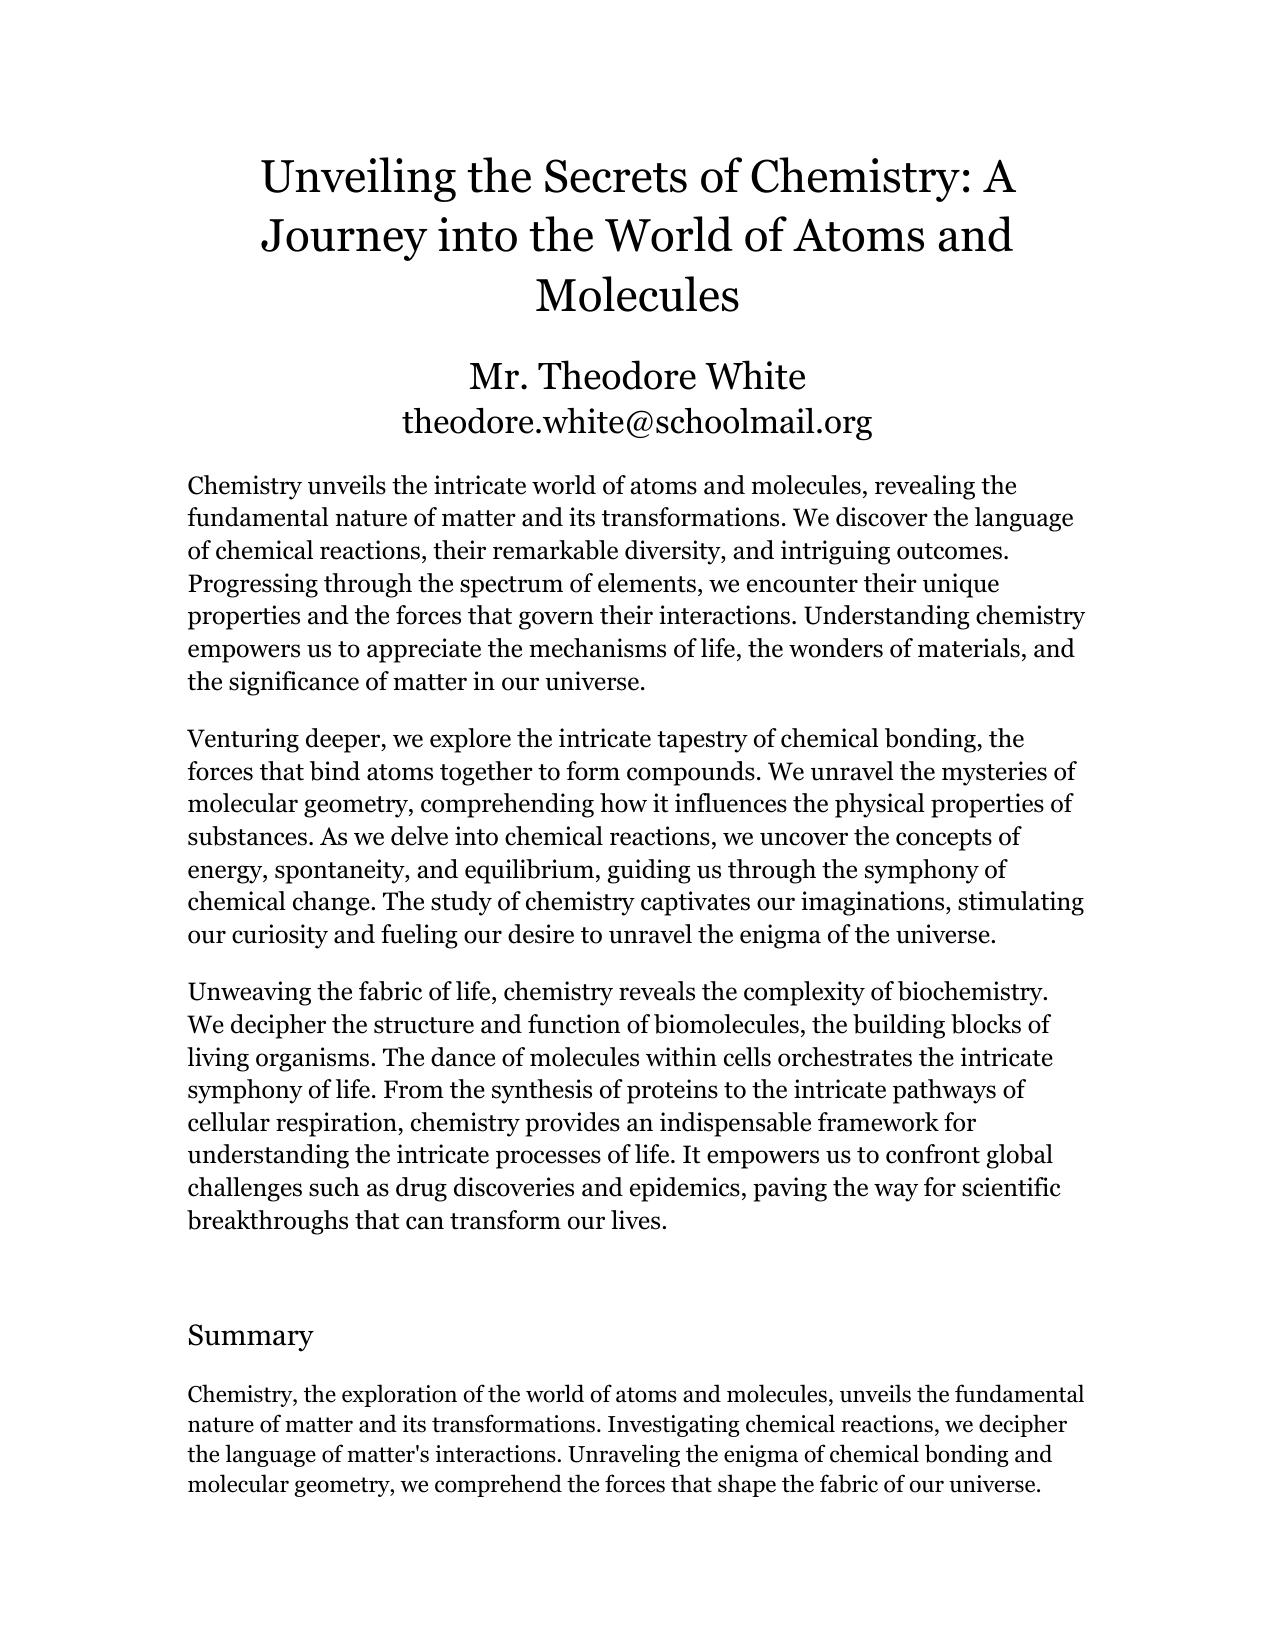 Unveiling the Secrets of Chemistry: A
Journey into the World of Atoms and
Molecules
Mr. Theodore White
theodore.white@schoolmail.org
Chemistry unveils the intricate world of atoms and molecules, revealing the
fundamental nature of matter and its transformations. We discover the language
of chemical reactions, their remarkable diversity, and intriguing outcomes.
Progressing through the spectrum of elements, we encounter their unique
properties and the forces that govern their interactions. Understanding chemistry
empowers us to appreciate the mechanisms of life, the wonders of materials, and
the significance of matter in our universe.
Venturing deeper, we explore the intricate tapestry of chemical bonding, the
forces that bind atoms together to form compounds. We unravel the mysteries of
molecular geometry, comprehending how it influences the physical properties of
substances. As we delve into chemical reactions, we uncover the concepts of
energy, spontaneity, and equilibrium, guiding us through the symphony of
chemical change. The study of chemistry captivates our imaginations, stimulating
our curiosity and fueling our desire to unravel the enigma of the universe.
Unweaving the fabric of life, chemistry reveals the complexity of biochemistry.
We decipher the structure and function of biomolecules, the building blocks of
living organisms. The dance of molecules within cells orchestrates the intricate
symphony of life. From the synthesis of proteins to the intricate pathways of
cellular respiration, chemistry provides an indispensable framework for
understanding the intricate processes of life. It empowers us to confront global
challenges such as drug discoveries and epidemics, paving the way for scientific
breakthroughs that can transform our lives.
Summary
Chemistry, the exploration of the world of atoms and molecules, unveils the fundamental
nature of matter and its transformations. Investigating chemical reactions, we decipher
the language of matter's interactions. Unraveling the enigma of chemical bonding and
molecular geometry, we comprehend the forces that shape the fabric of our universe.